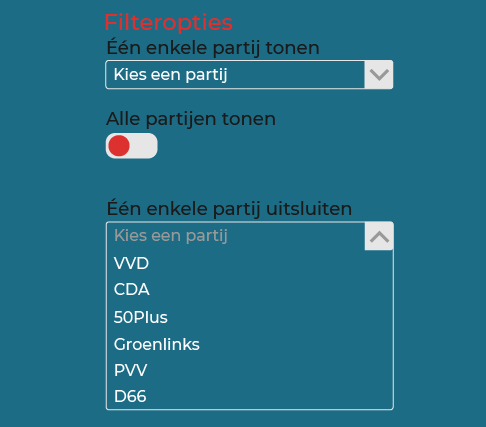 Filteropties
Één enkele partij tonen
Kies een partij
Alle partijen tonen
Één enkele partij uitsluiten
Kies een partij
VVD
CDA
50Plus
Groenlinks
PVV
D66